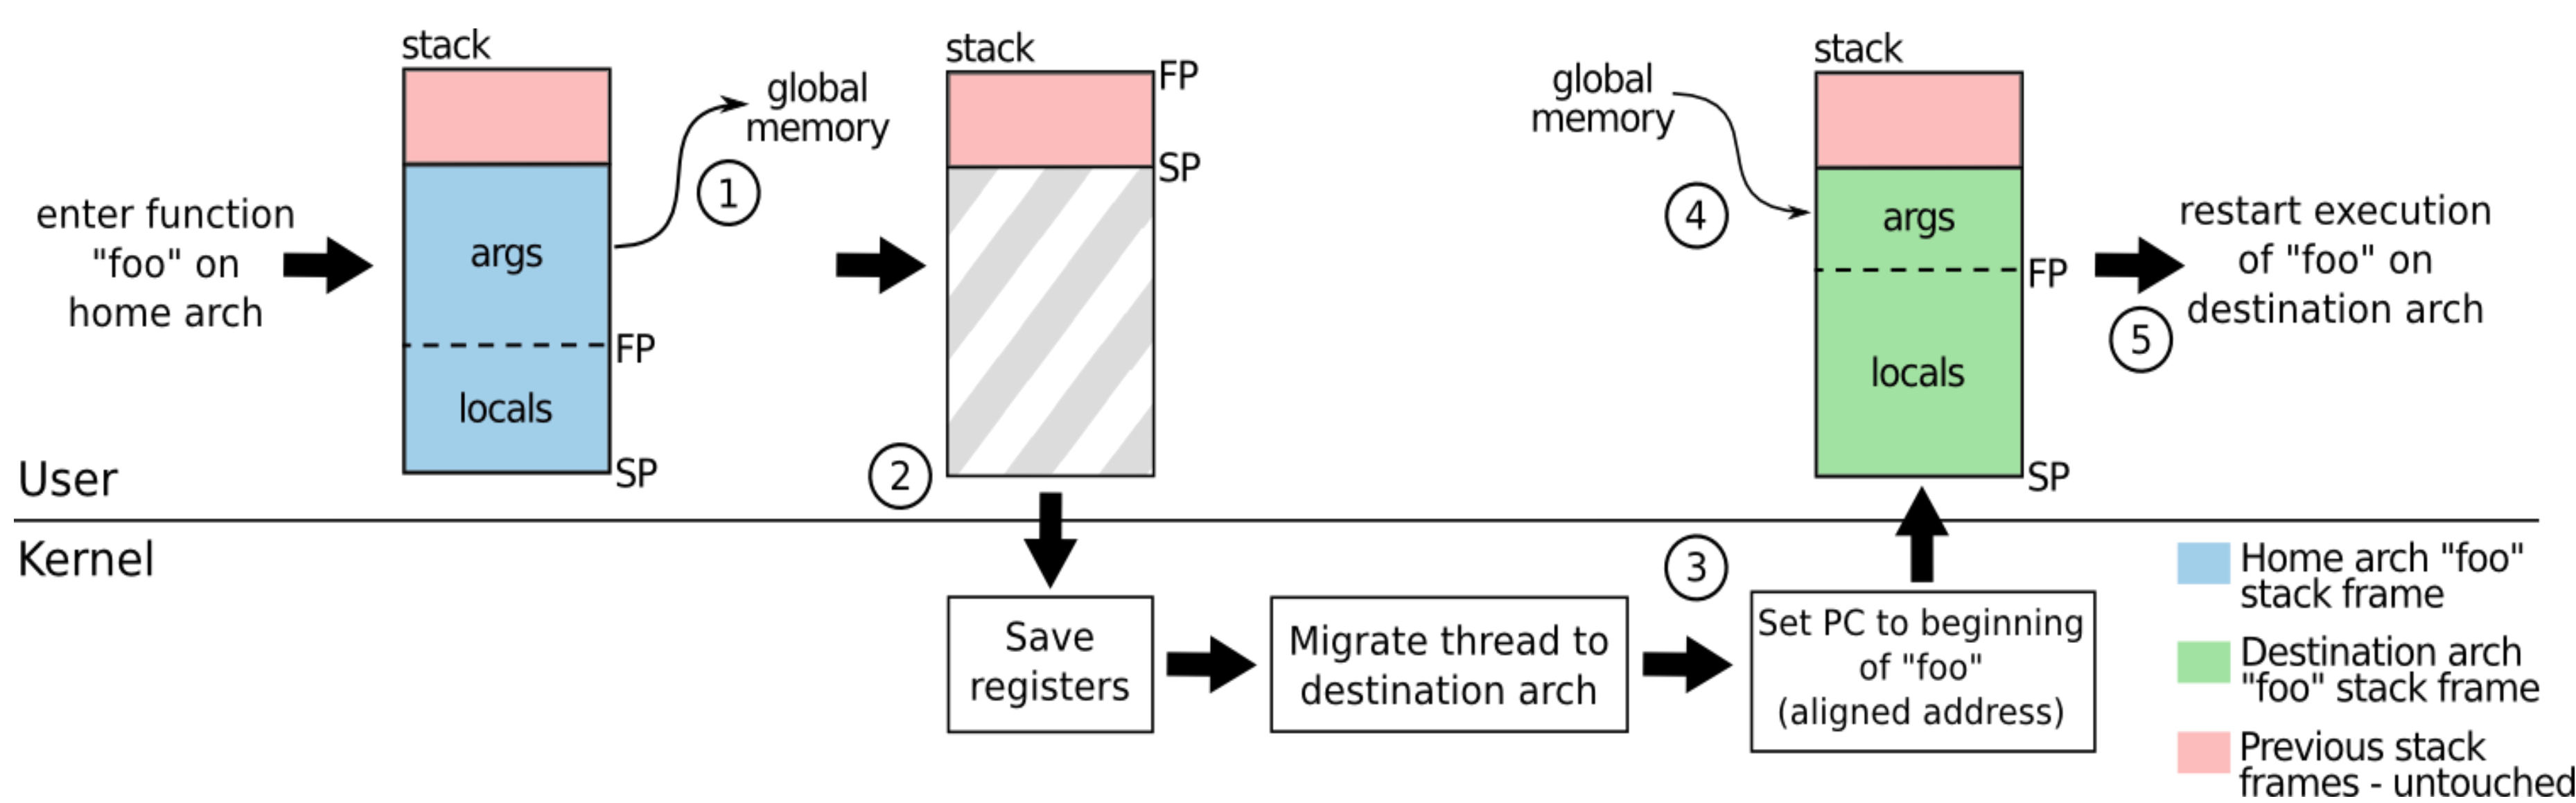 enter function
"foo" on
home arch
stack
args
FP
locals
SP
1
global
memory
2
stack
FP
SP
global
memory
4
stack
args
FP
locals
SP
restart execution
of "foo" on
destination arch
5
User
Kernel
Save
registers
Migrate thread to
destination arch
3
Set PC to beginning
of "foo"
(aligned address)
Home arch "foo"
stack frame
Destination arch
"foo" stack frame
Previous stack
frames - untouched